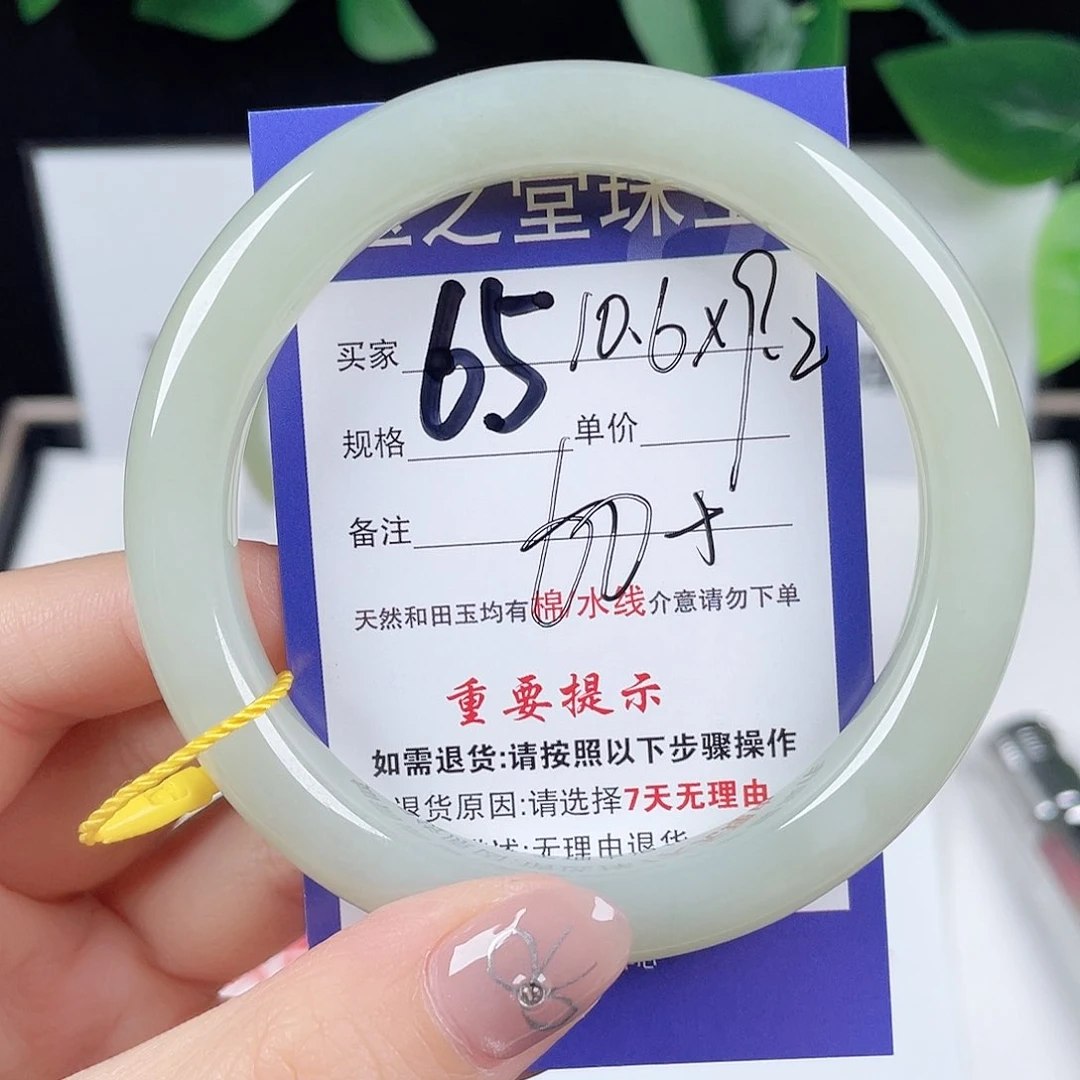 之堂珠
买家 65 10.6x9.2
规格 单价
备注
天然和田玉均有棉/水线介意请勿下单
重要提示
如需退货:请按照以下步骤操作
退货原因:请选择7天无理由
述:无理由退货